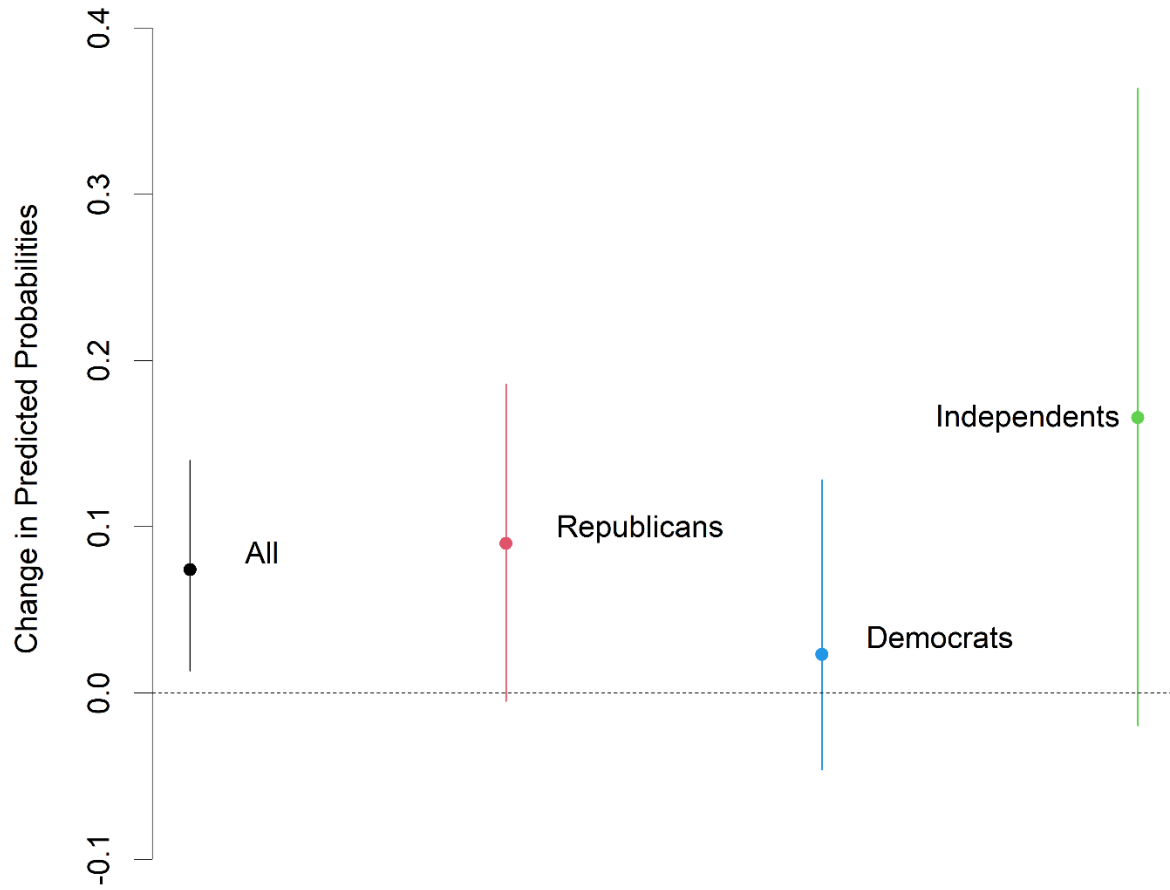 0.4
0.3
Change in Predicted Probabilities
0.2
Independents
0.1
Republicans
All
Democrats
0.0
-0.1